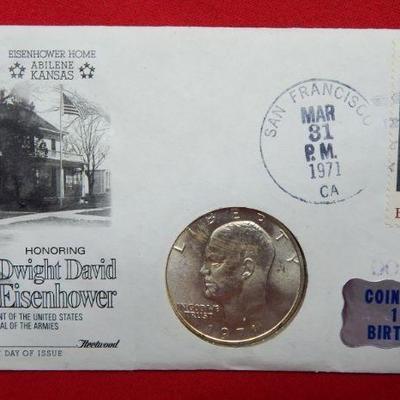 EISENHOWER HOME
ABILENE
KANSAS
HONORING
Dwight David
Eisenhower
NT OF THE UNITED STATES
AL OF THE ARMIES
DAY OF ISSUE
Fleetwood
SAN FRANCISCO
MAR
31
P.M.
1971
CA
LIBERTY
IN GOD WE
TRUST
1971
COIN
1
BIRT